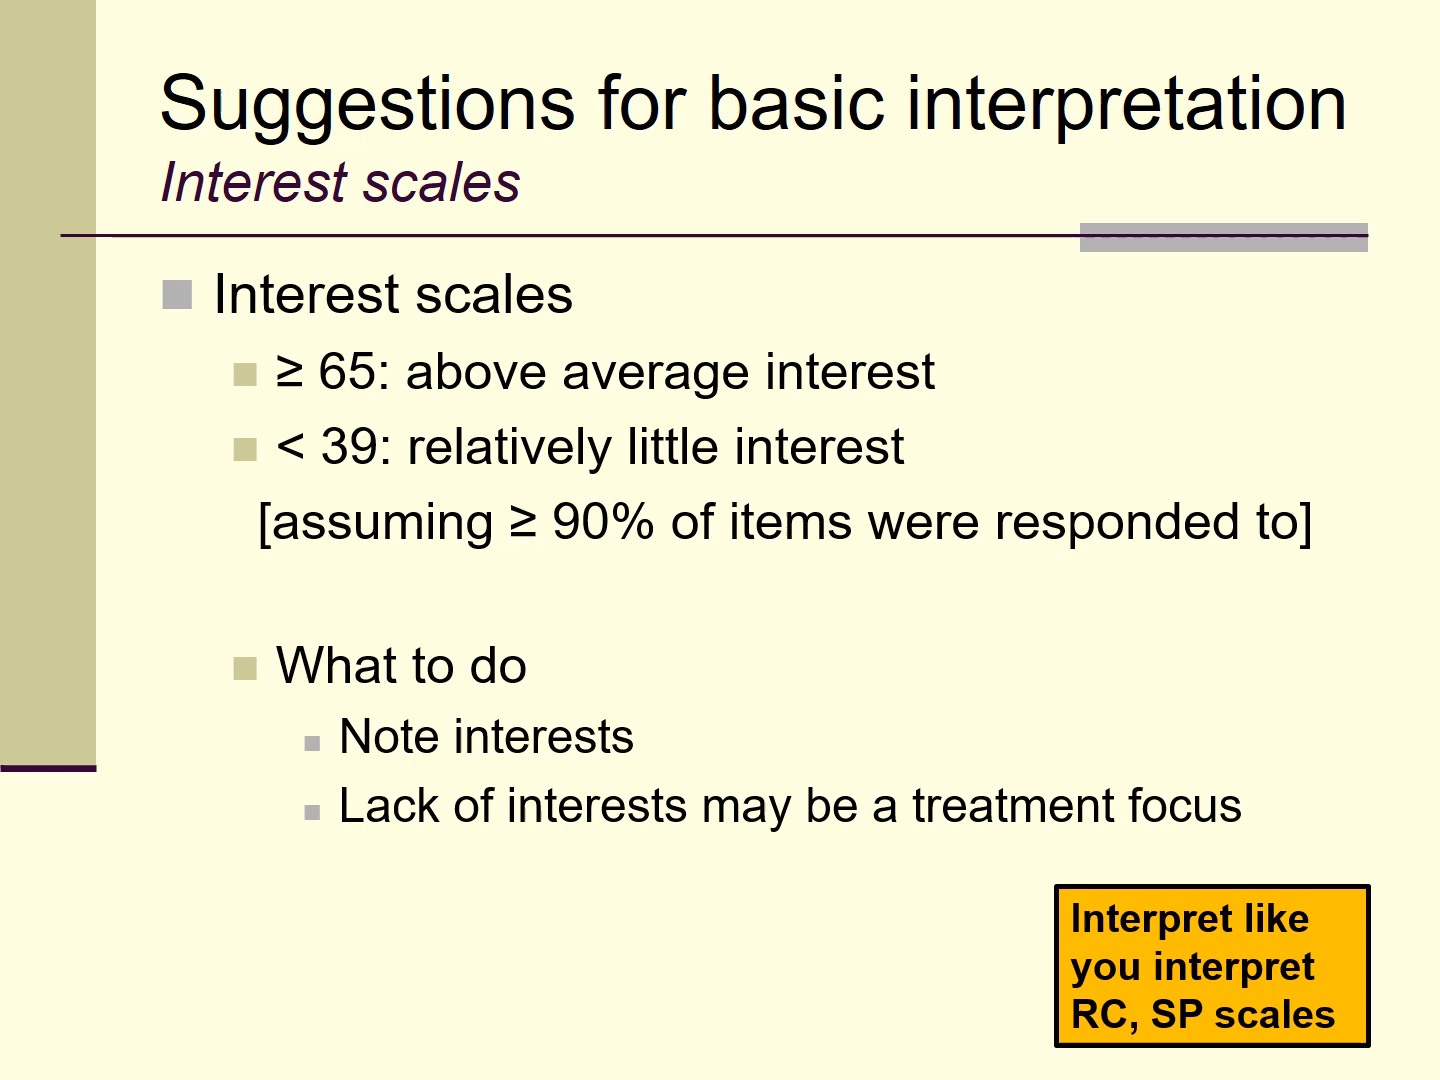 Suggestions for basic interpretation
Interest scales
Interest scales
≥ 65: above average interest
< 39: relatively little interest
[assuming ≥ 90% of items were responded to]
What to do
Note interests
Lack of interests may be a treatment focus
Interpret like
you interpret
RC, SP scales